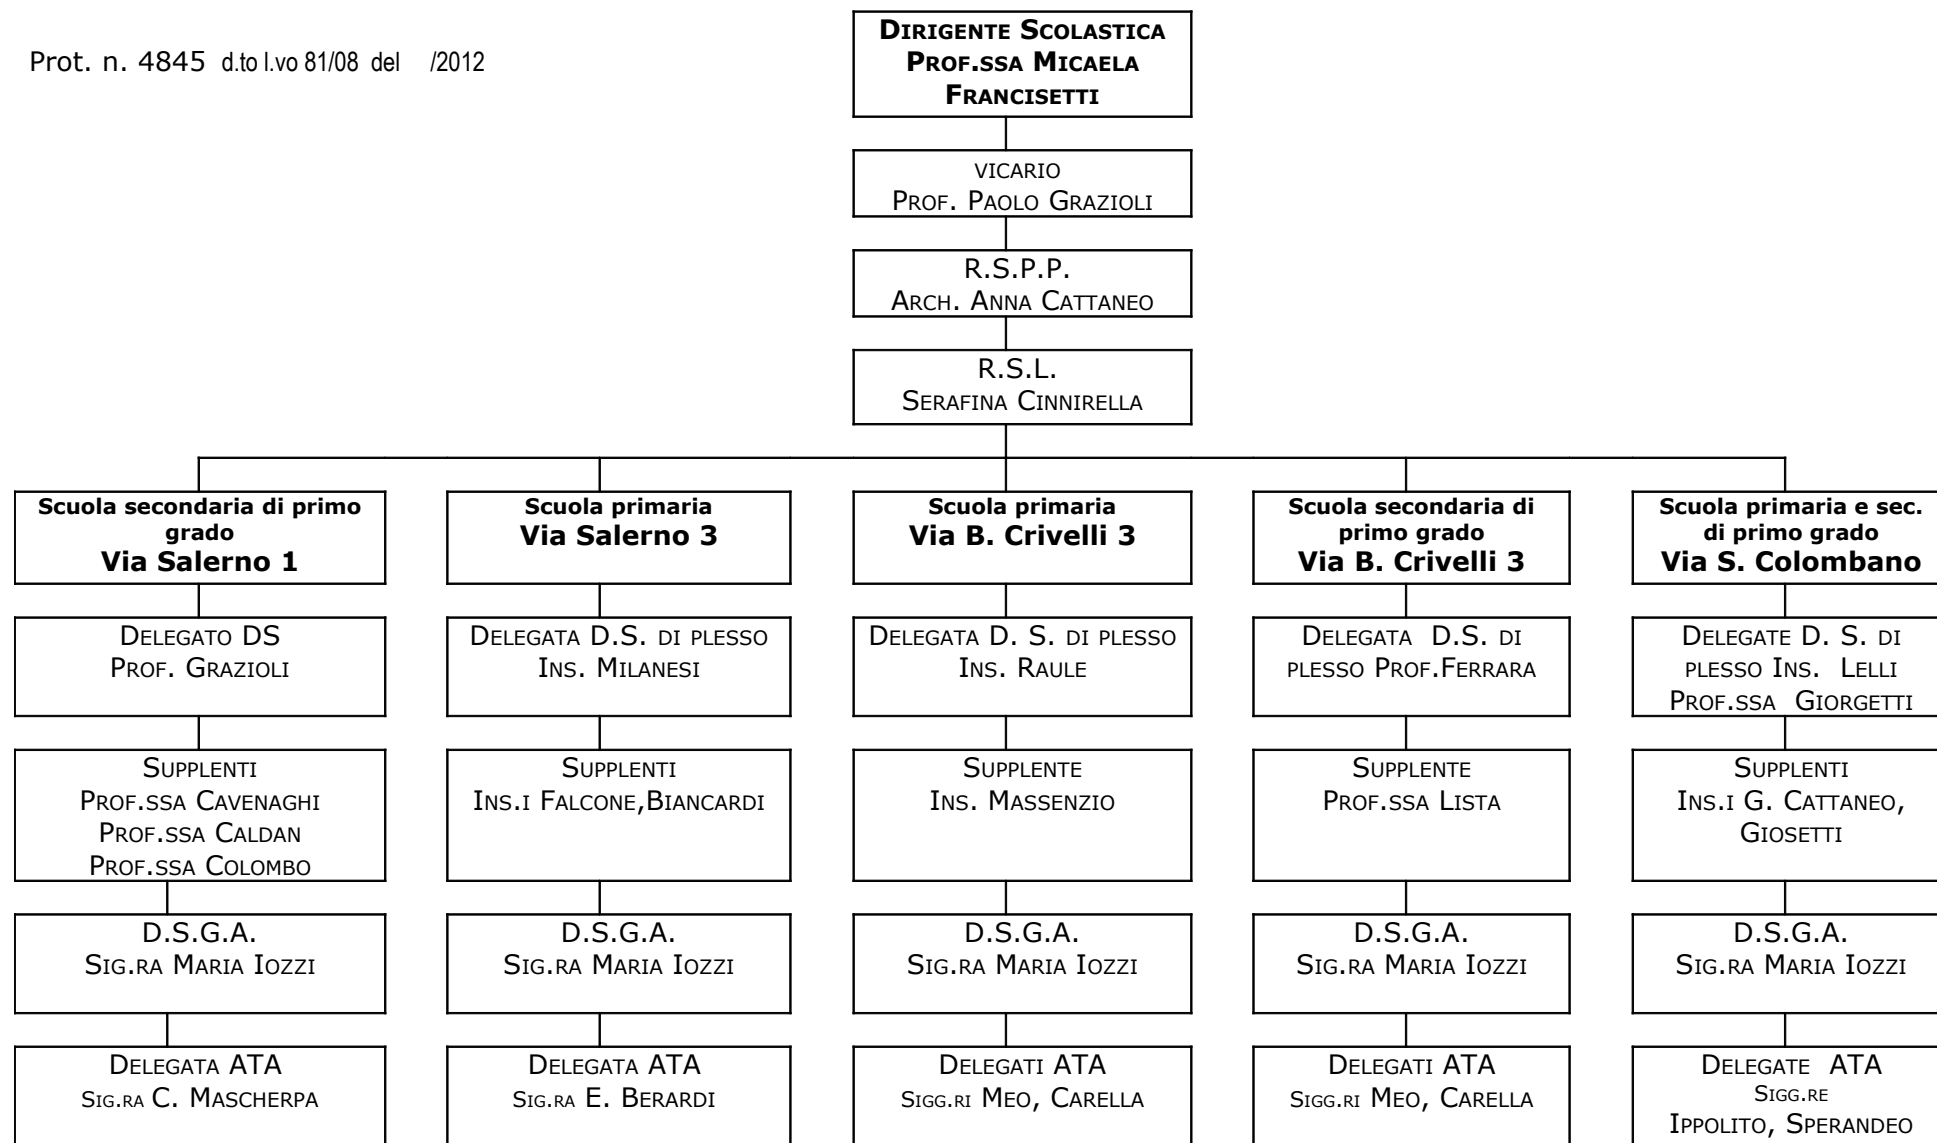 Prot. n. 4845 d.to l.vo 81/08 del /2012
DIRIGENTE SCOLASTICA
PROF.SSA MICAELA
FRANCISETTI
VICARIO
PROF. PAOLO GRAZIOLI
R.S.P.P.
ARCH. ANNA CATTANEO
R.S.L.
SERAFINA CINNIRELLA
Scuola secondaria di primo
grado
Via Salerno 1
Scuola primaria
Via Salerno 3
Scuola primaria
Via B. Crivelli 3
Scuola secondaria di
primo grado
Via B. Crivelli 3
Scuola primaria e sec.
di primo grado
Via S. Colombano
DELEGATO DS
PROF. GRAZIOLI
DELEGATA D.S. DI PLESSO
INS. MILANESI
DELEGATA D. S. DI PLESSO
INS. RAULE
DELEGATA D.S. DI
PLESSO PROF.FERRARA
DELEGATE D. S. DI
PLESSO INS. LELLI
PROF.SSA GIORGETTI
SUPPLENTI
PROF.SSA CAVENAGHI
PROF.SSA CALDAN
PROF.SSA COLOMBO
SUPPLENTI
INS.I FALCONE,BIANCARDI
SUPPLENTE
INS. MASSENZIO
SUPPLENTE
PROF.SSA LISTA
SUPPLENTI
INS.I G. CATTANEO,
GIOSETTI
D.S.G.A.
SIG.RA MARIA IOZZI
D.S.G.A.
SIG.RA MARIA IOZZI
D.S.G.A.
SIG.RA MARIA IOZZI
D.S.G.A.
SIG.RA MARIA IOZZI
D.S.G.A.
SIG.RA MARIA IOZZI
DELEGATA ATA
SIG.RA C. MASCHERPA
DELEGATA ATA
SIG.RA E. BERARDI
DELEGATI ATA
SIGG.RI MEO, CARELLA
DELEGATI ATA
SIGG.RI MEO, CARELLA
DELEGATE ATA
SIGG.RE
IPPOLITO, SPERANDEO